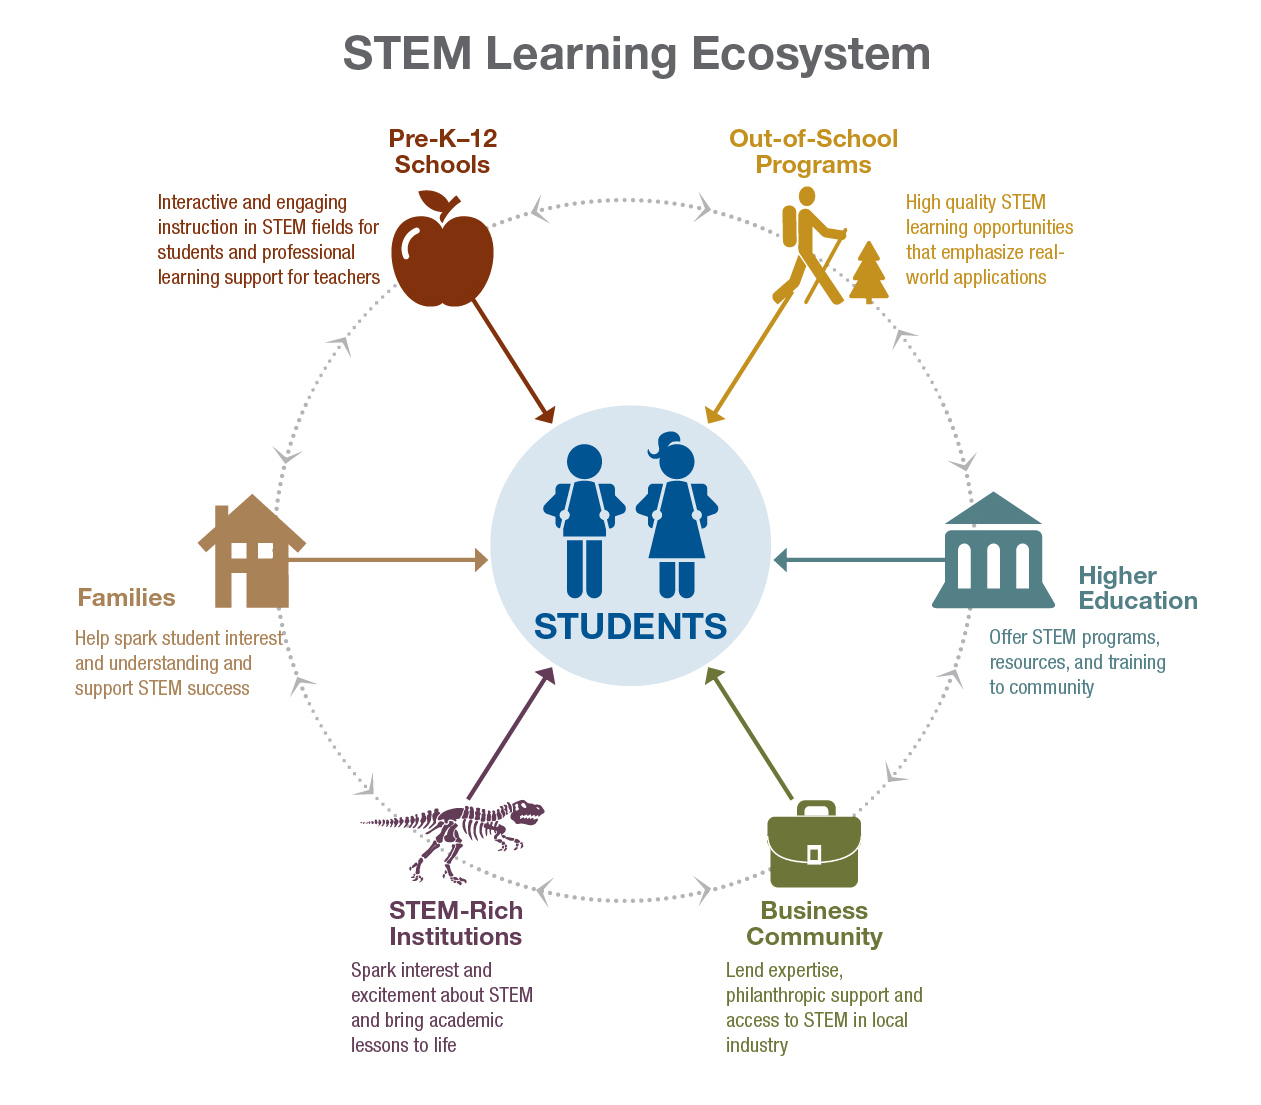 STEM Learning Ecosystem
Pre-K–12
Schools
Interactive and engaging
instruction in STEM fields for
students and professional
learning support for teachers
Out-of-School
Programs
High quality STEM
learning opportunities
that emphasize real-
world applications
Families
Help spark student interest
and understanding and
support STEM success
STUDENTS
Higher
Education
Offer STEM programs,
resources, and training
to community
STEM-Rich
Institutions
Spark interest and
excitement about STEM
and bring academic
lessons to life
Business
Community
Lend expertise,
philanthropic support and
access to STEM in local
industry